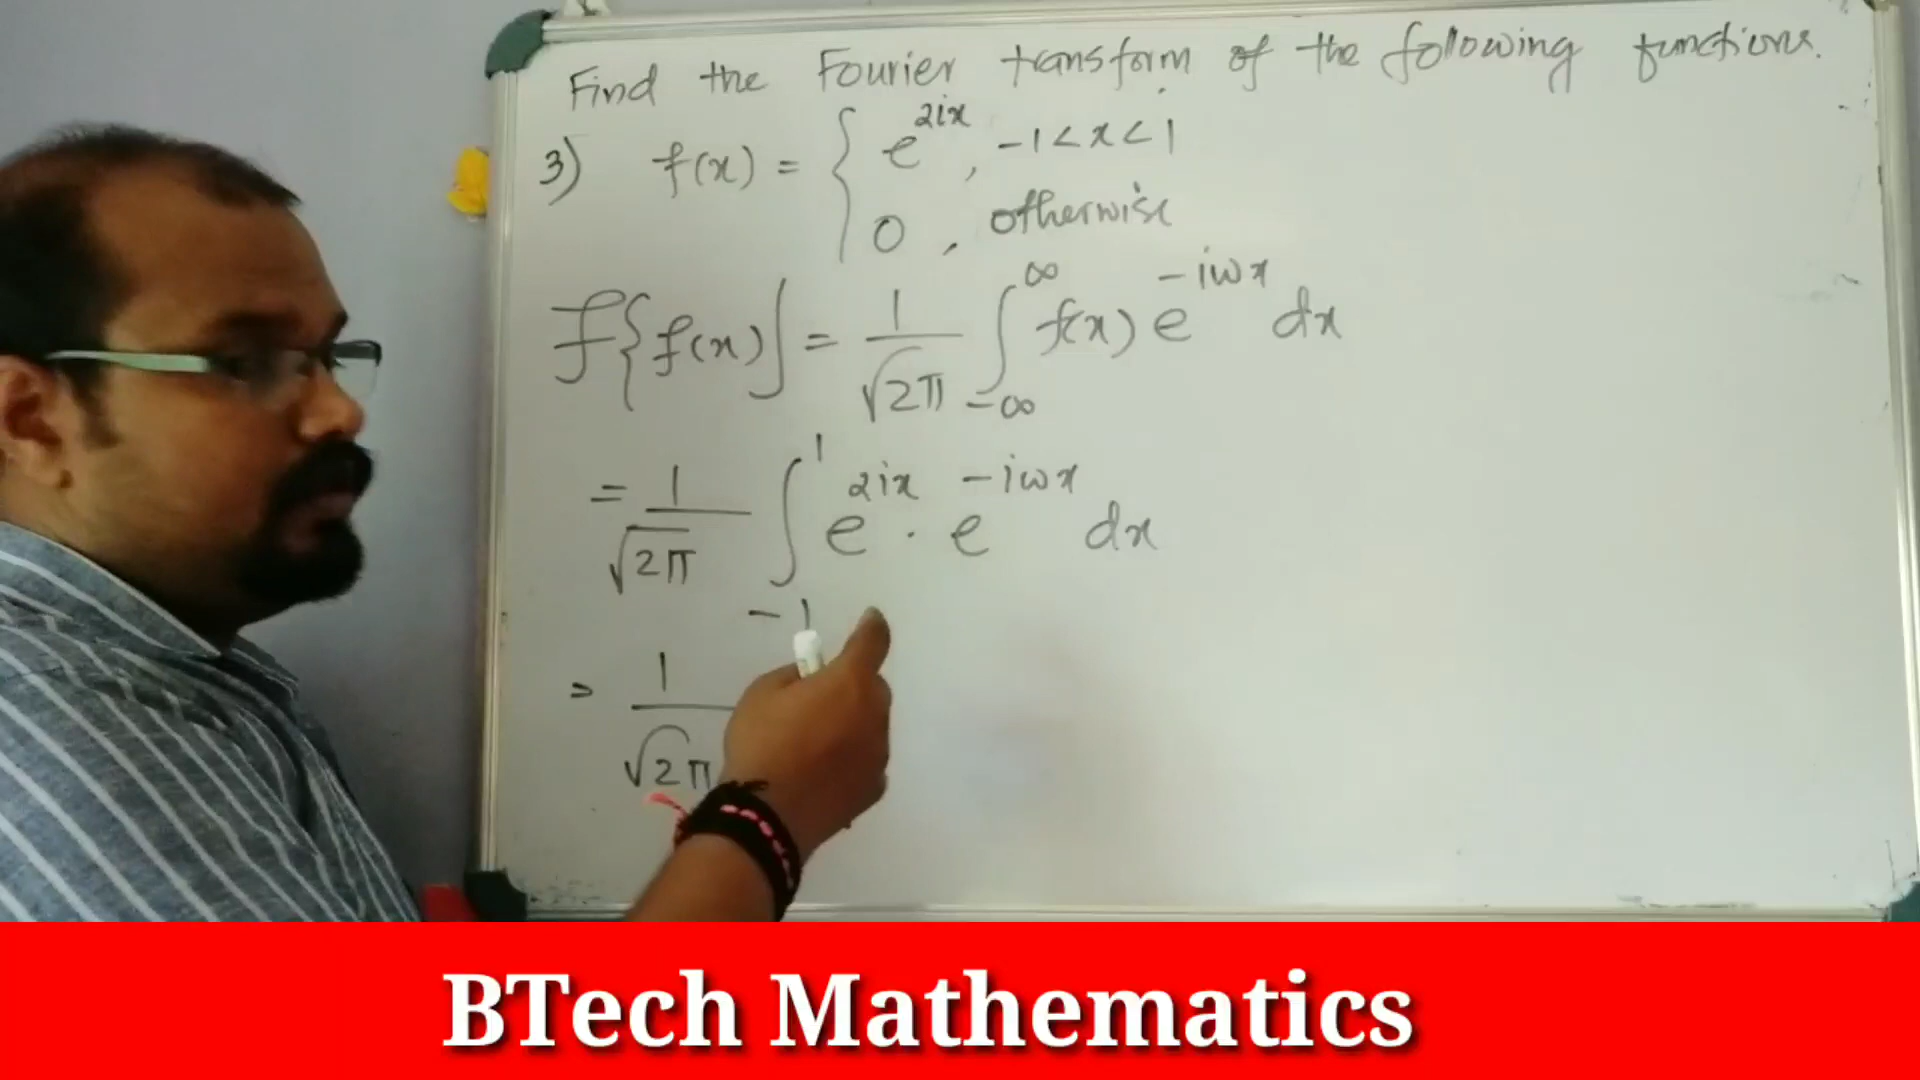 Find the Fourier transform of the following functions.
3) f(x) = { e^{2ix}, -1 < x < 1
0, otherwise
F{f(x)} = 1/√2π ∫_{-∞}^{∞} f(x) e^{-iωx} dx
= 1/√2π ∫_{-1}^{1} e^{2ix} . e^{-iωx} dx
= 1/√2π
BTech Mathematics